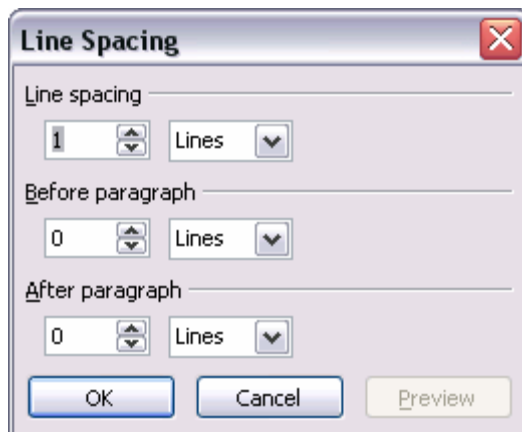 Line Spacing
Line spacing
1 Lines
Before paragraph
0 Lines
After paragraph
0 Lines
OK Cancel Preview